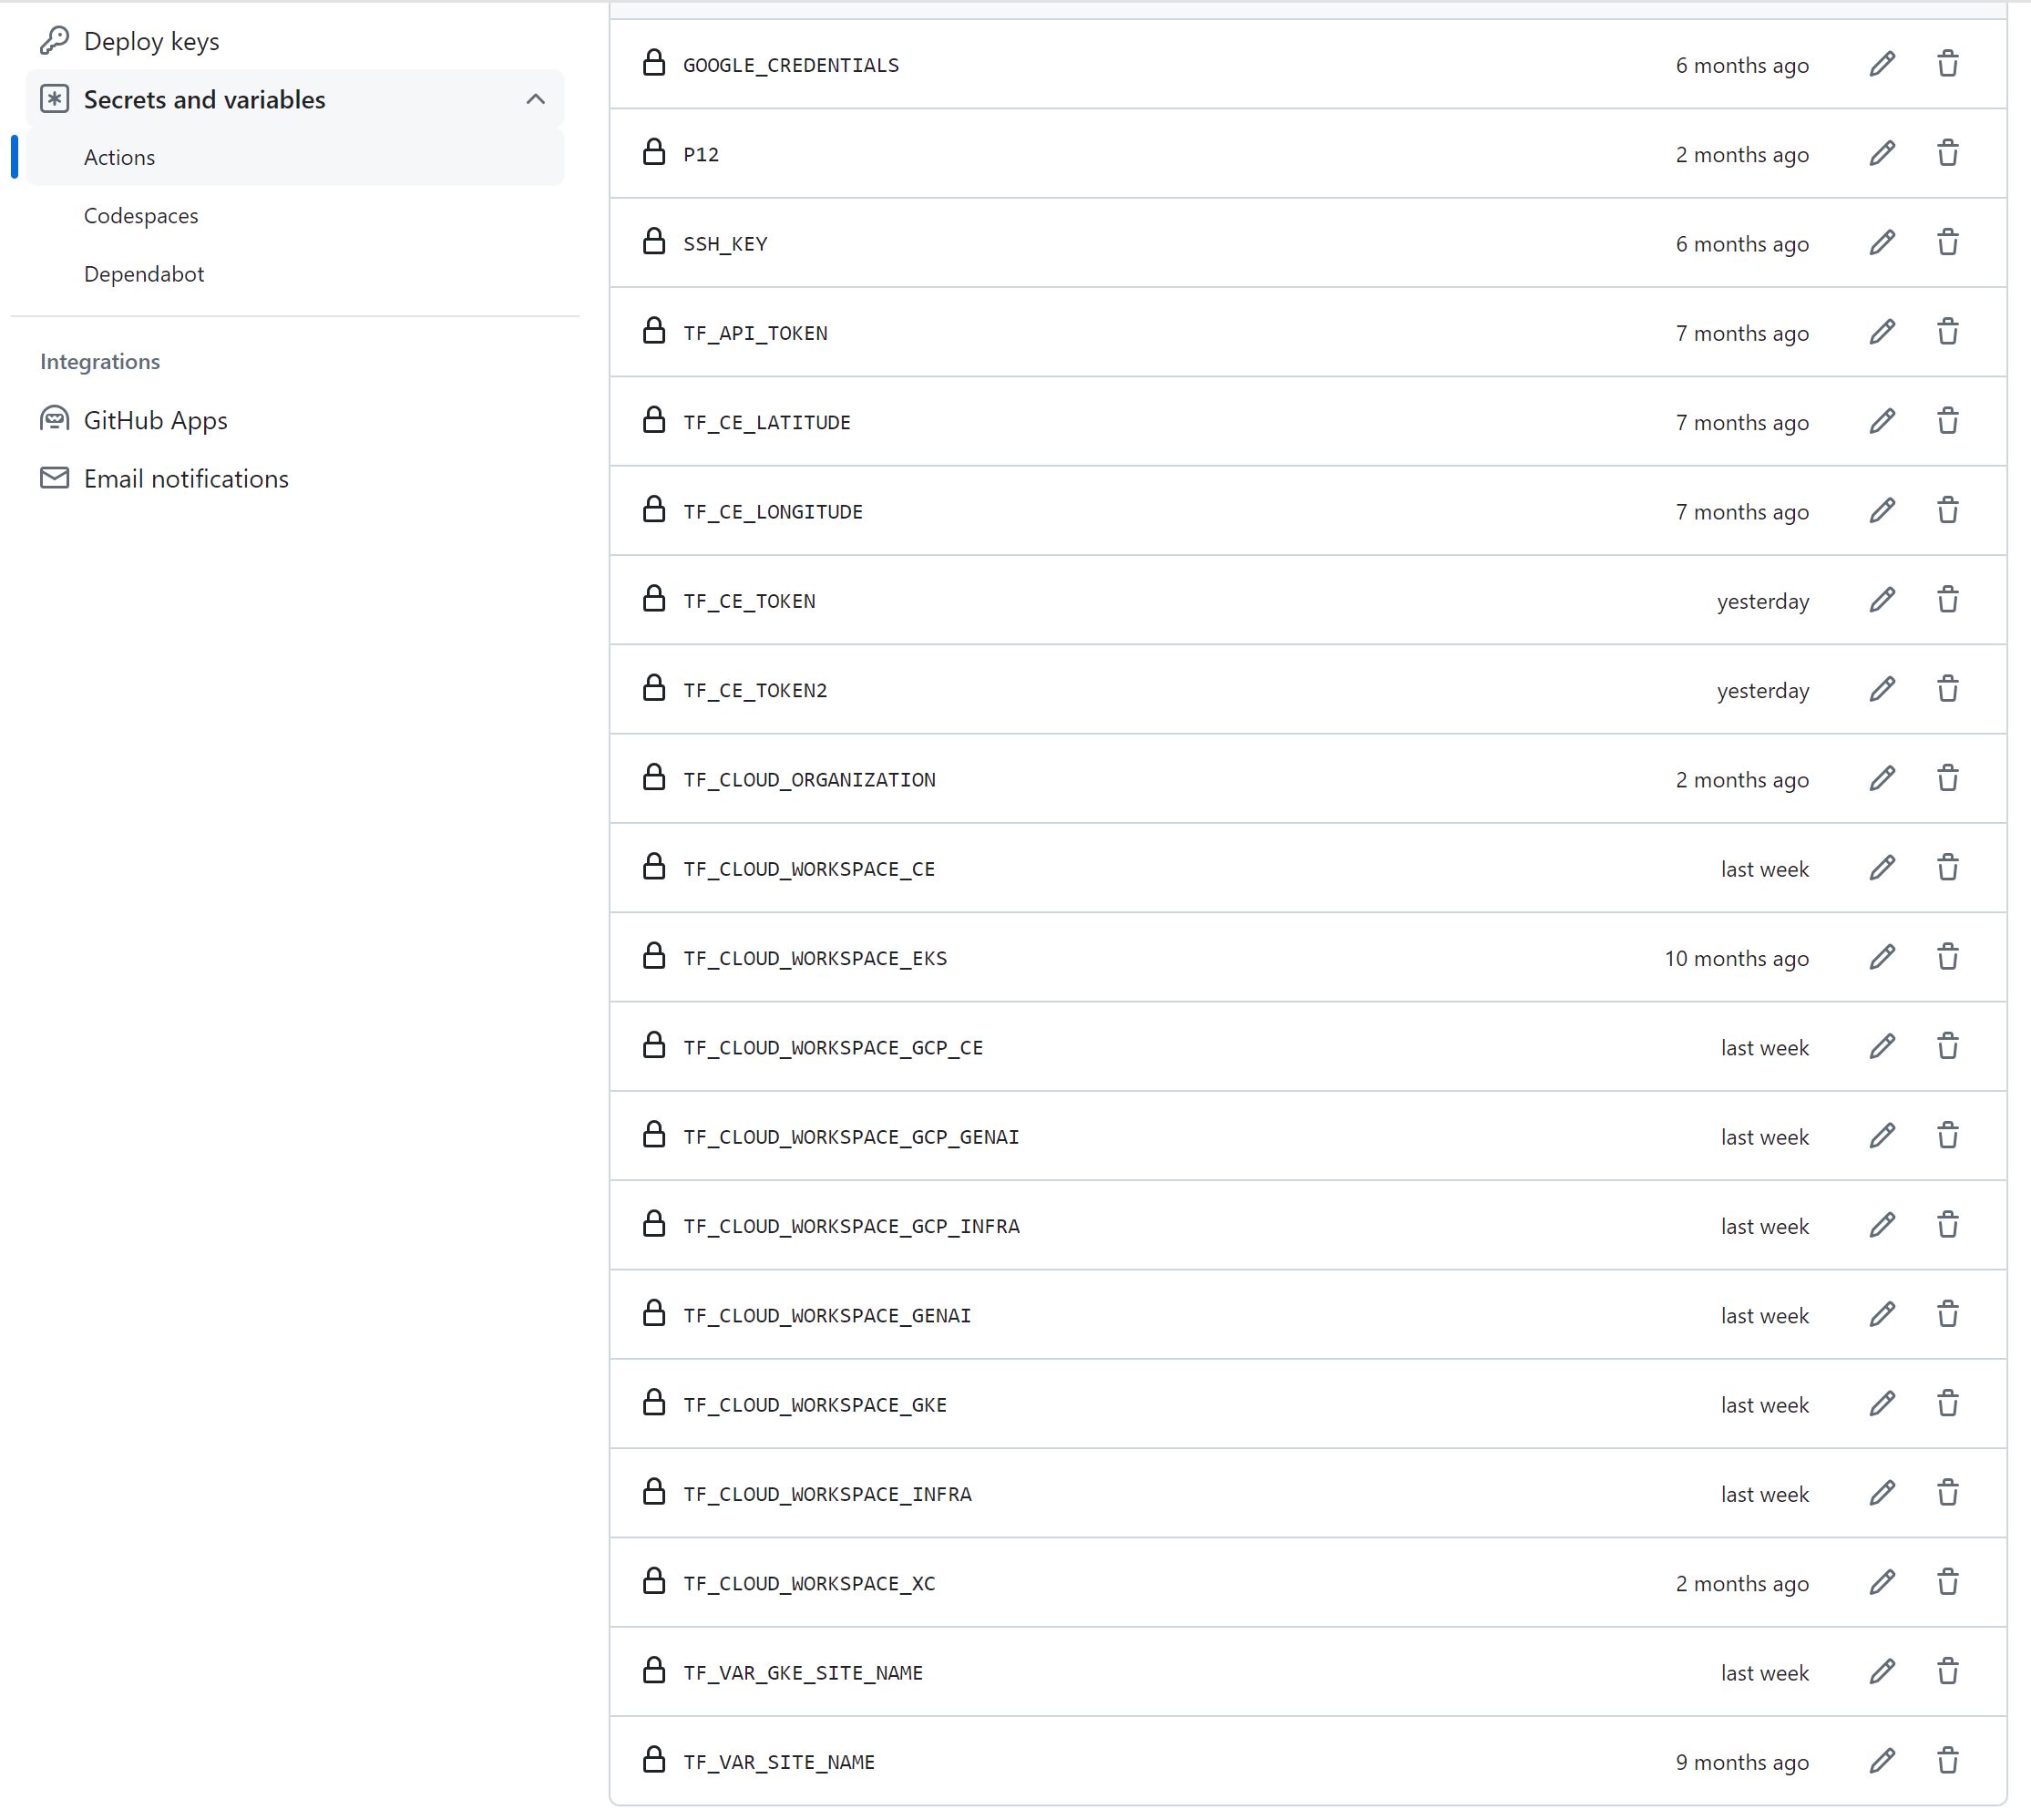 Deploy keys
Secrets and variables
Actions
Codespaces
Dependabot
Integrations
GitHub Apps
Email notifications
GOOGLE_CREDENTIALS 6 months ago
P12 2 months ago
SSH_KEY 6 months ago
TF_API_TOKEN 7 months ago
TF_CE_LATITUDE 7 months ago
TF_CE_LONGITUDE 7 months ago
TF_CE_TOKEN yesterday
TF_CE_TOKEN2 yesterday
TF_CLOUD_ORGANIZATION 2 months ago
TF_CLOUD_WORKSPACE_CE last week
TF_CLOUD_WORKSPACE_EKS 10 months ago
TF_CLOUD_WORKSPACE_GCP_CE last week
TF_CLOUD_WORKSPACE_GCP_GENAI last week
TF_CLOUD_WORKSPACE_GCP_INFRA last week
TF_CLOUD_WORKSPACE_GENAI last week
TF_CLOUD_WORKSPACE_GKE last week
TF_CLOUD_WORKSPACE_INFRA last week
TF_CLOUD_WORKSPACE_XC 2 months ago
TF_VAR_GKE_SITE_NAME last week
TF_VAR_SITE_NAME 9 months ago